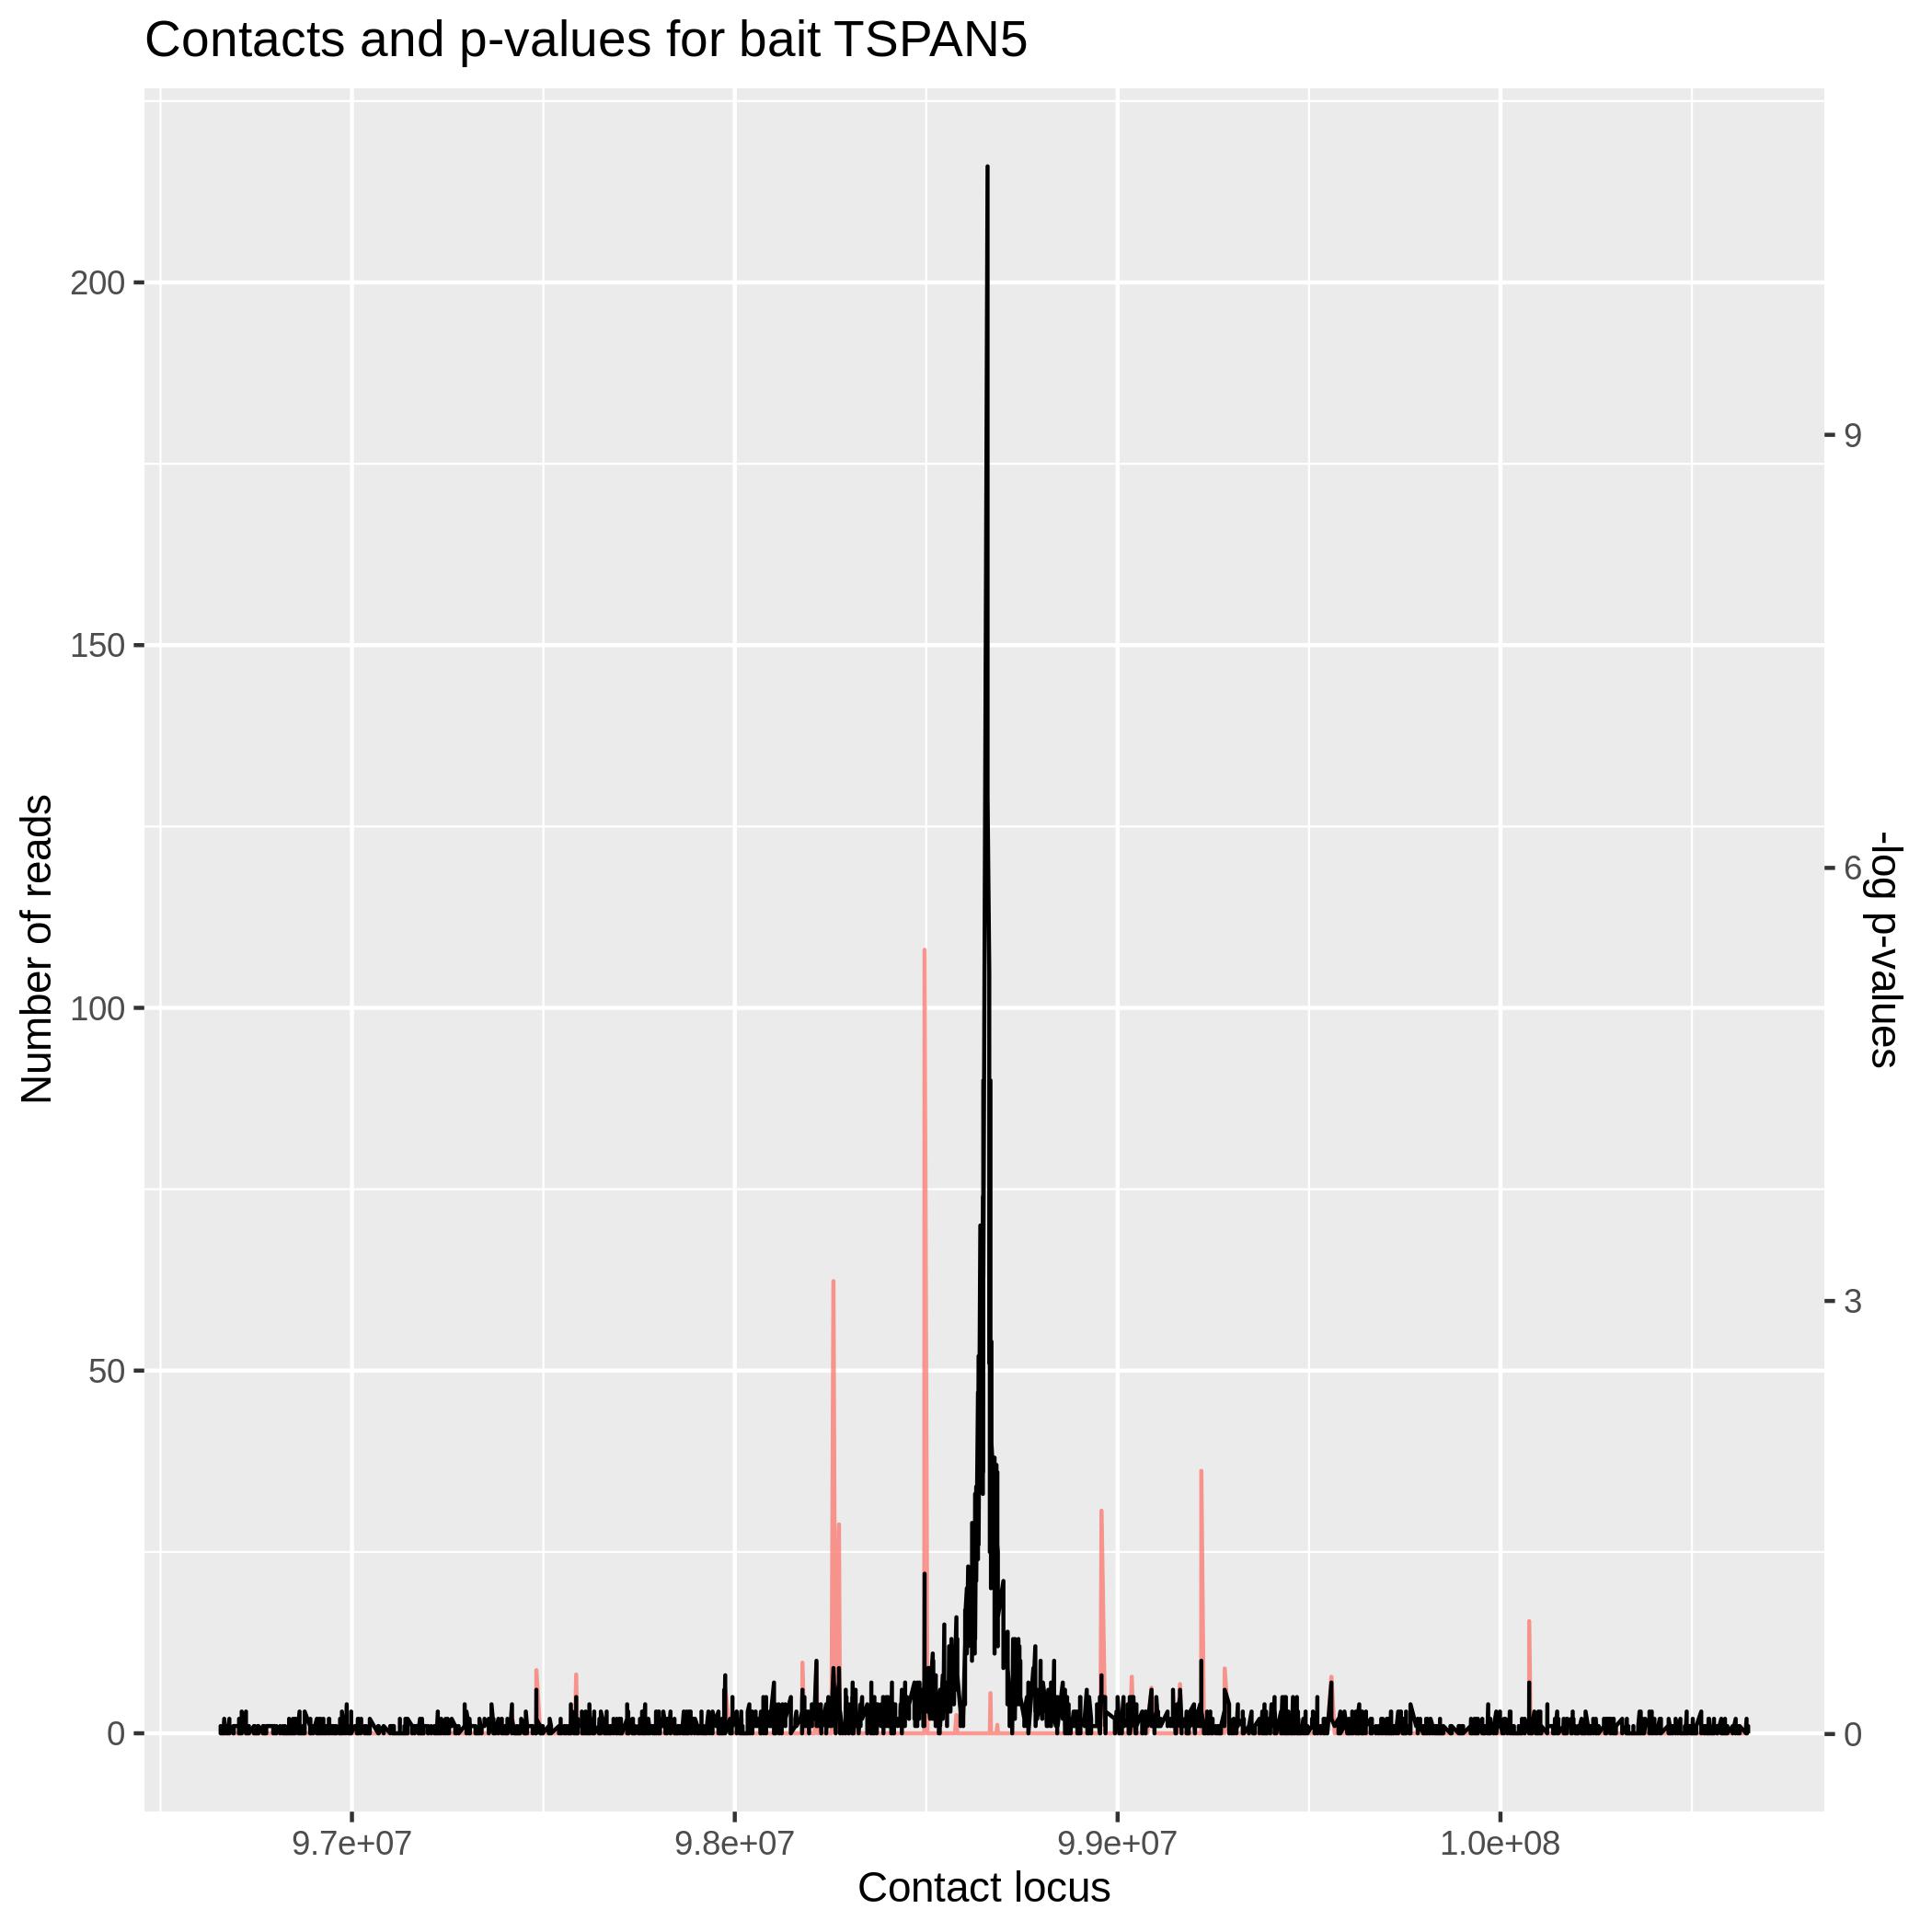 Contacts and p-values for bait TSPAN5
200
150
100
50
0
Number of reads
9
6
3
0
-log p-values
9.7e+07
9.8e+07
9.9e+07
1.0e+08
Contact locus